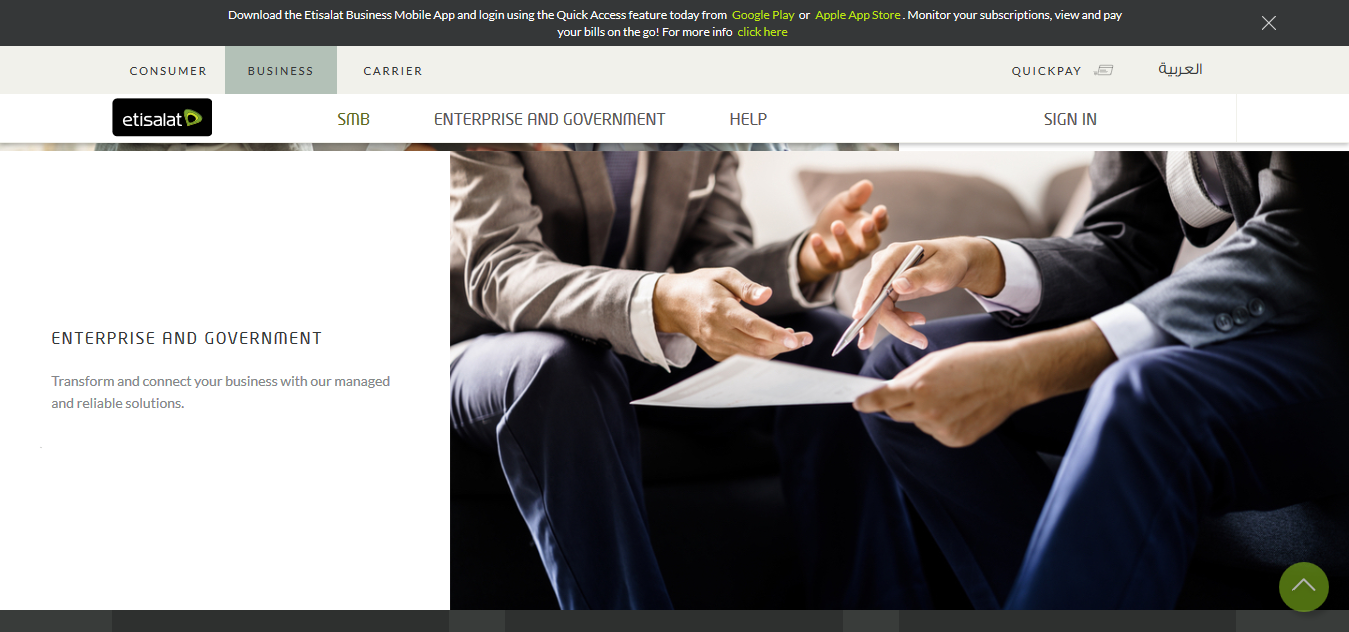 Download the Etisalat Business Mobile App and login using the Quick Access feature today from Google Play or Apple App Store . Monitor your subscriptions, view and pay
your bills on the go! For more info click here
CONSUMER BUSINESS CARRIER QUICKPAY العربية
etisalat SMB ENTERPRISE AND GOVERNMENT HELP SIGN IN
ENTERPRISE AND GOVERNMENT
Transform and connect your business with our managed
and reliable solutions.